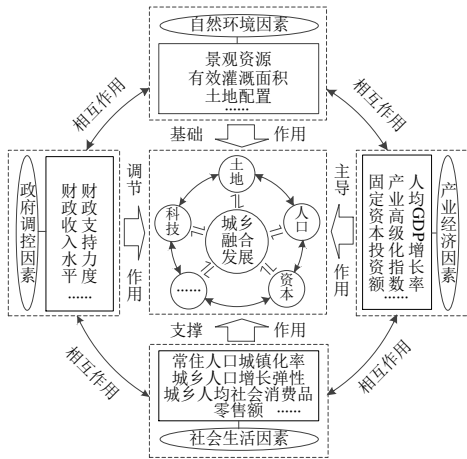 自然环境因素
景观资源
有效灌溉面积
土地配置
......
相互作用
相互作用
基础 作用
政府调控因素
财政支持力度
财政收入水平
......
调节
作用
土地
科技
人口
城乡
融合
发展
......
资本
主导
作用
人均GDP增长率
产业高级化指数
固定资本投资额
......
产业经济因素
支撑 作用
相互作用
相互作用
常住人口城镇化率
城乡人口增长弹性
城乡人均社会消费品
零售额 ......
社会生活因素